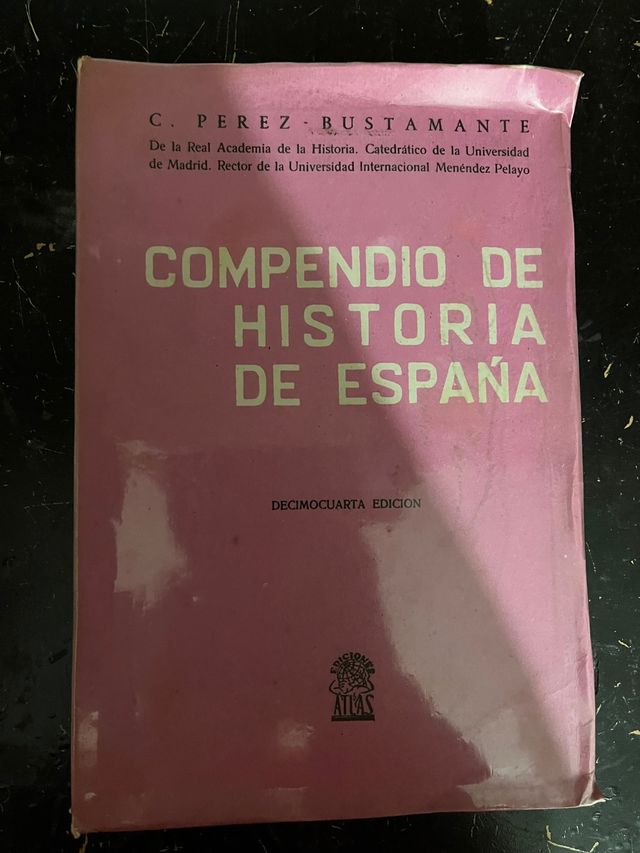 C. PEREZ - BUSTAMANTE
De la Real Academia de la Historia. Catedrático de la Universidad
de Madrid. Rector de la Universidad Internacional Menéndez Pelayo
COMPENDIO DE
HISTORIA
DE ESPAÑA
DECIMOCUARTA EDICION
EDICIONES
ATLAS